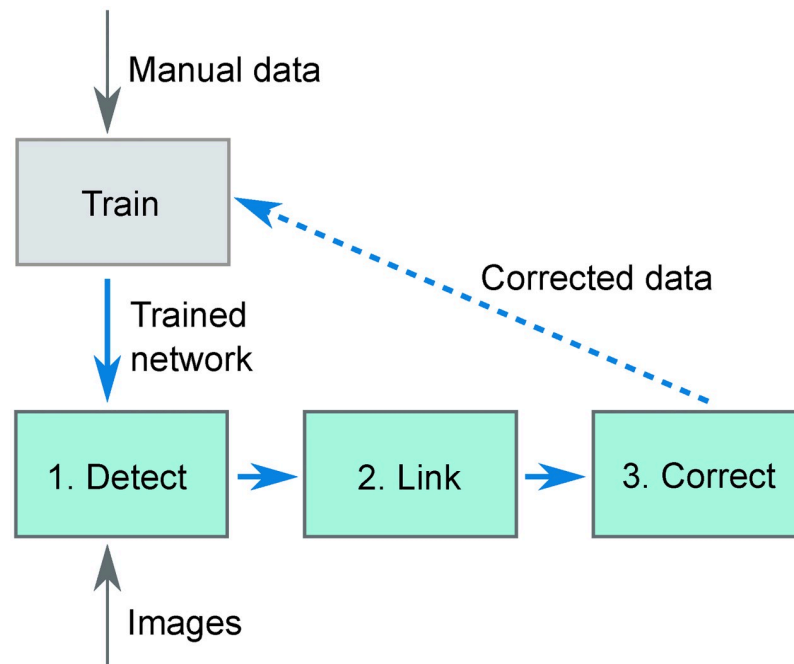 Manual data
Train
Corrected data
Trained
network
1. Detect
2. Link
3. Correct
Images